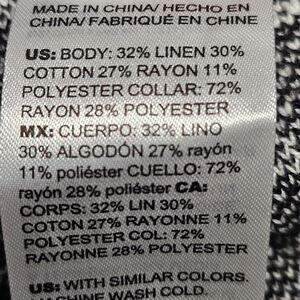 MADE IN CHINA/ HECHO EN
CHINA/ FABRIQUÉ EN CHINE
US: BODY: 32% LINEN 30%
COTTON 27% RAYON 11%
POLYESTER COLLAR: 72%
RAYON 28% POLYESTER
MX: CUERPO: 32% LINO
30% ALGODÓN 27% rayón
11% poliéster CUELLO: 72%
rayón 28% poliéster CA:
CORPS: 32% LIN 30%
COTON 27% RAYONNE 11%
POLYESTER COL: 72%
RAYONNE 28% POLYESTER
US: WITH SIMILAR COLORS.
MACHINE WASH COLD.